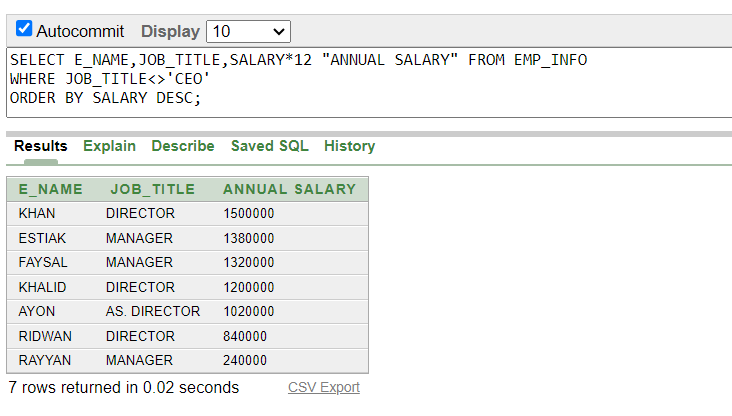 Autocommit Display 10
SELECT E_NAME,JOB_TITLE,SALARY*12 "ANNUAL SALARY" FROM EMP_INFO
WHERE JOB_TITLE<>'CEO'
ORDER BY SALARY DESC;
Results Explain Describe Saved SQL History
E_NAME JOB_TITLE ANNUAL SALARY
KHAN DIRECTOR 1500000
ESTIAK MANAGER 1380000
FAYSAL MANAGER 1320000
KHALID DIRECTOR 1200000
AYON AS. DIRECTOR 1020000
RIDWAN DIRECTOR 840000
RAYYAN MANAGER 240000
7 rows returned in 0.02 seconds CSV Export